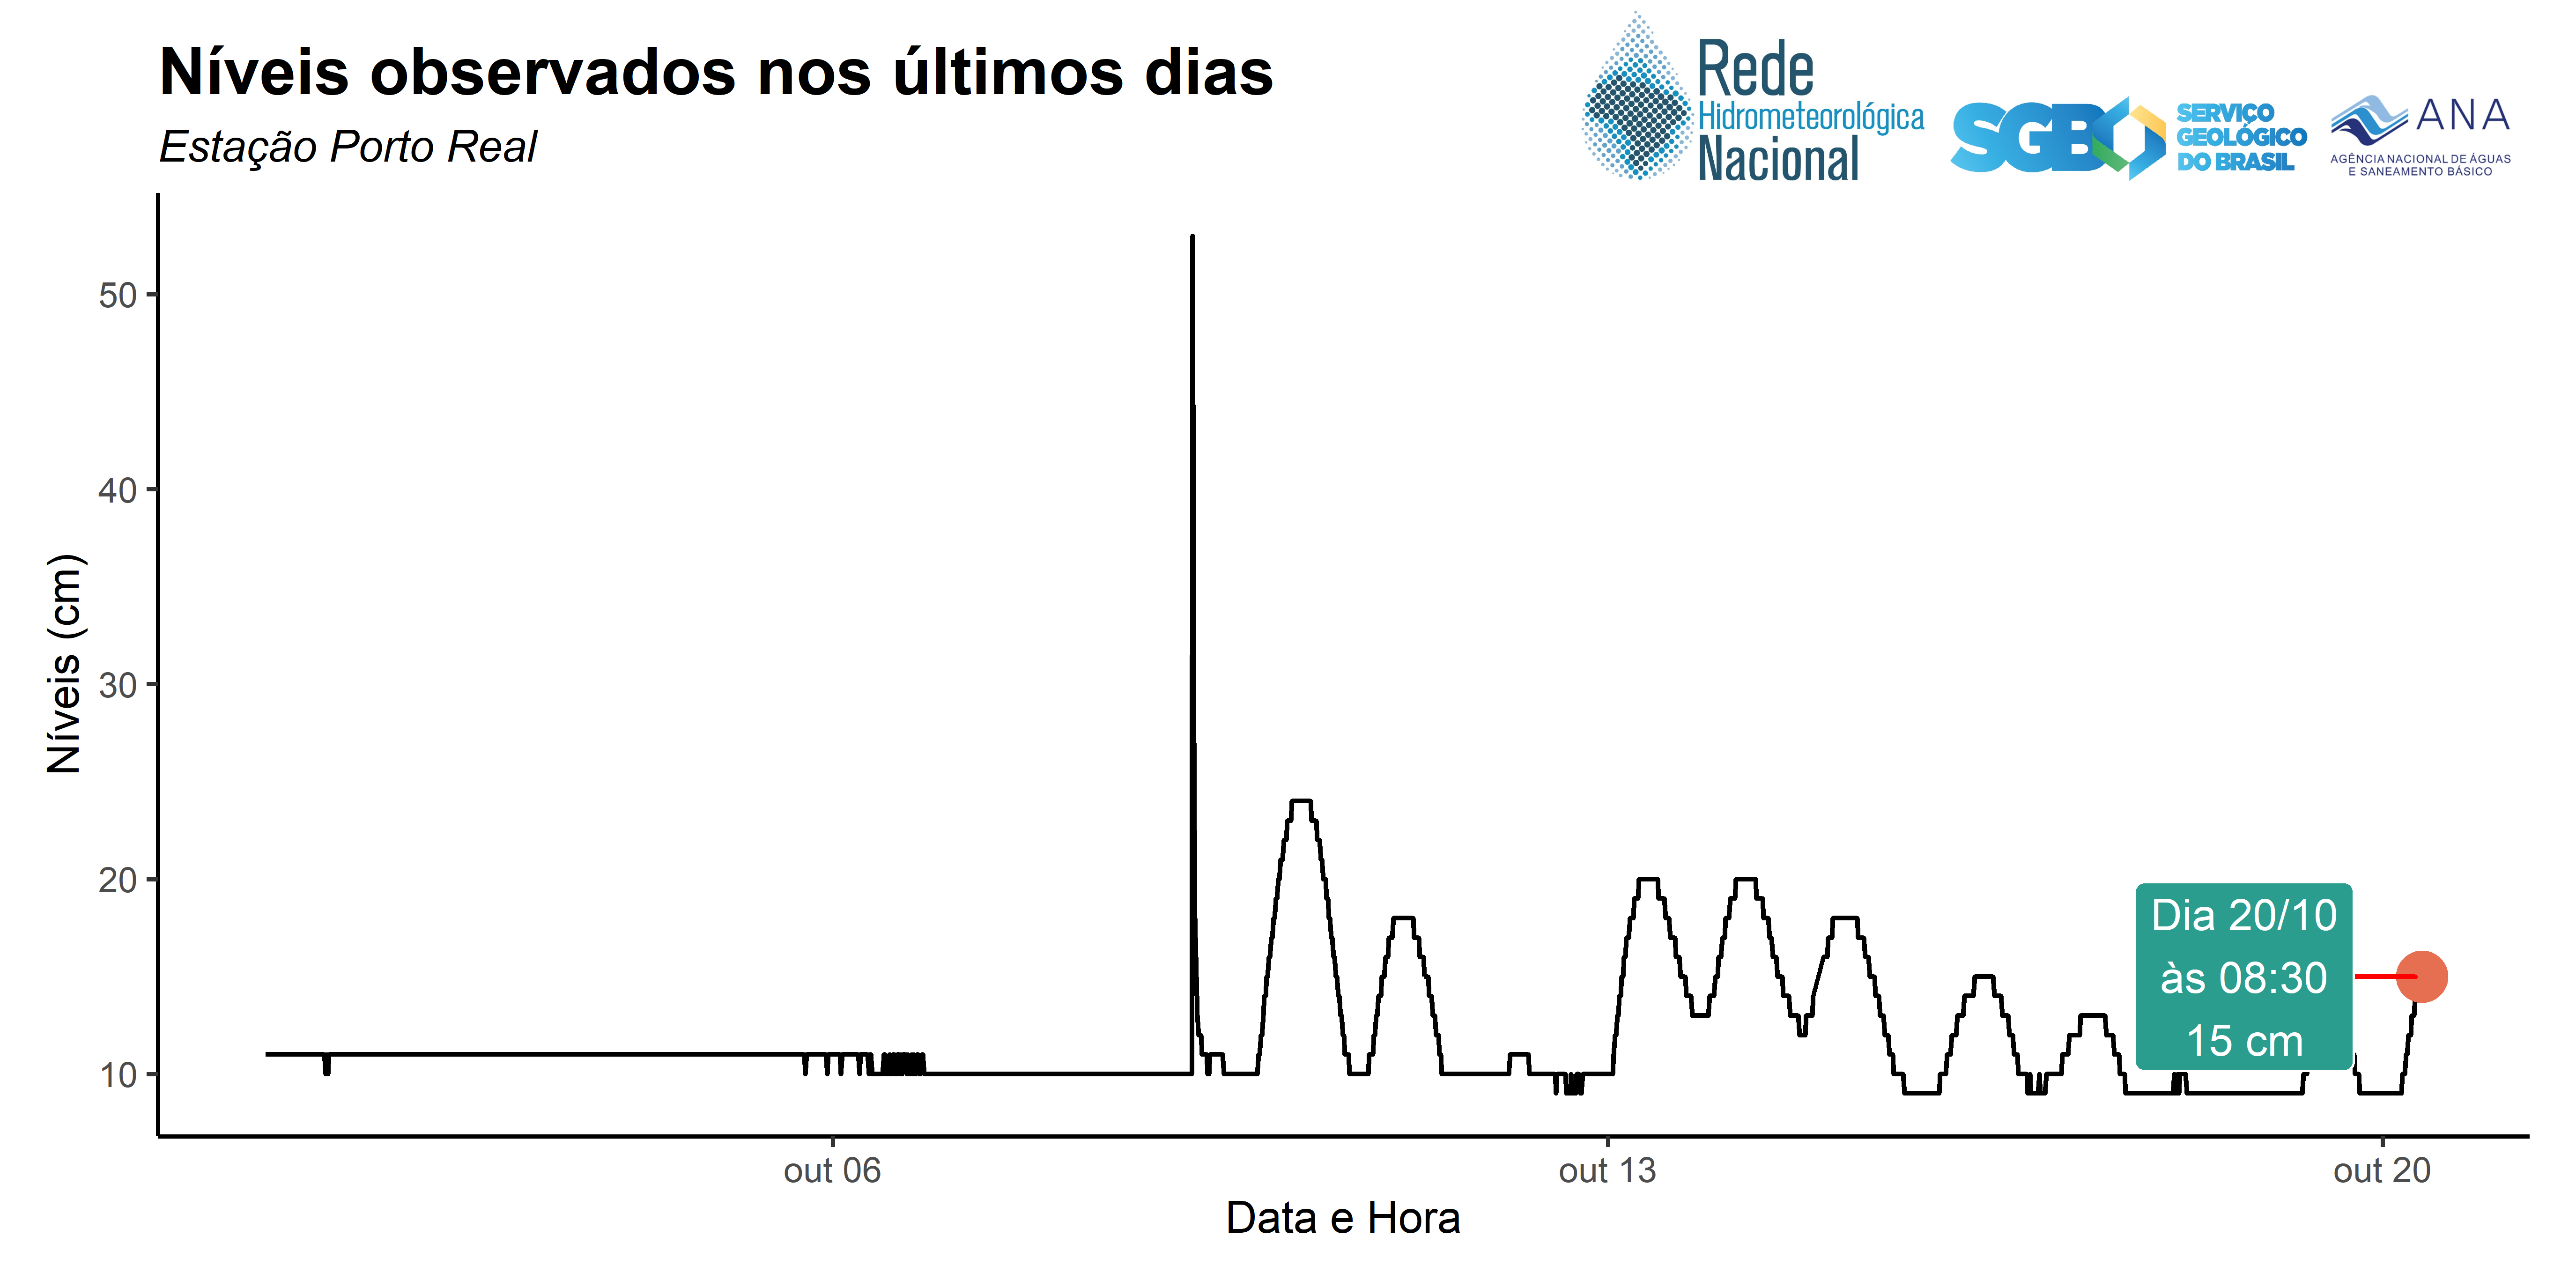 Níveis observados nos últimos dias
Estação Porto Real
Rede
Hidrometeorológica
Nacional
SGB
SERVIÇO
GEOLÓGICO
DO BRASIL
ANA
AGÊNCIA NACIONAL DE ÁGUAS
E SANEAMENTO BÁSICO
Níveis (cm)
50
40
30
20
10
Dia 20/10
às 08:30
15 cm
out 06
out 13
out 20
Data e Hora